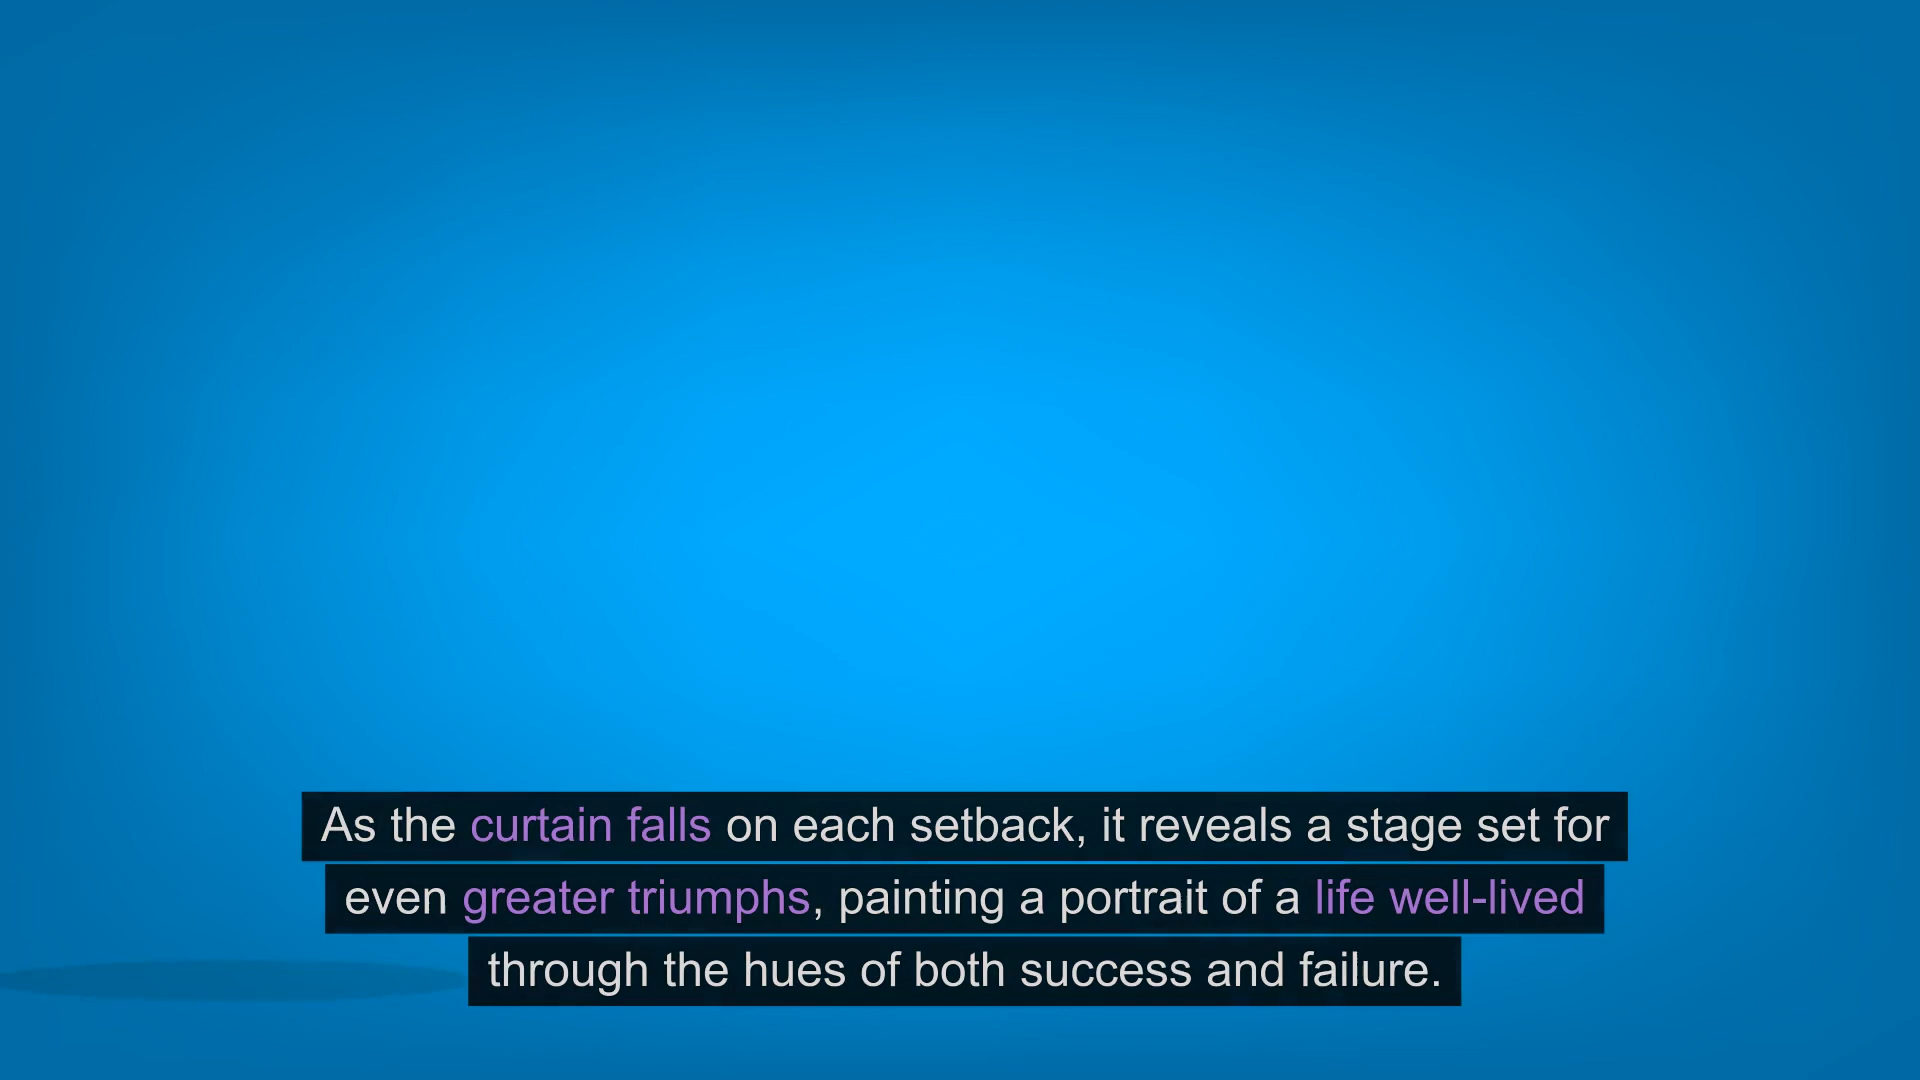 As the curtain falls on each setback, it reveals a stage set for
even greater triumphs, painting a portrait of a life well-lived
through the hues of both success and failure.